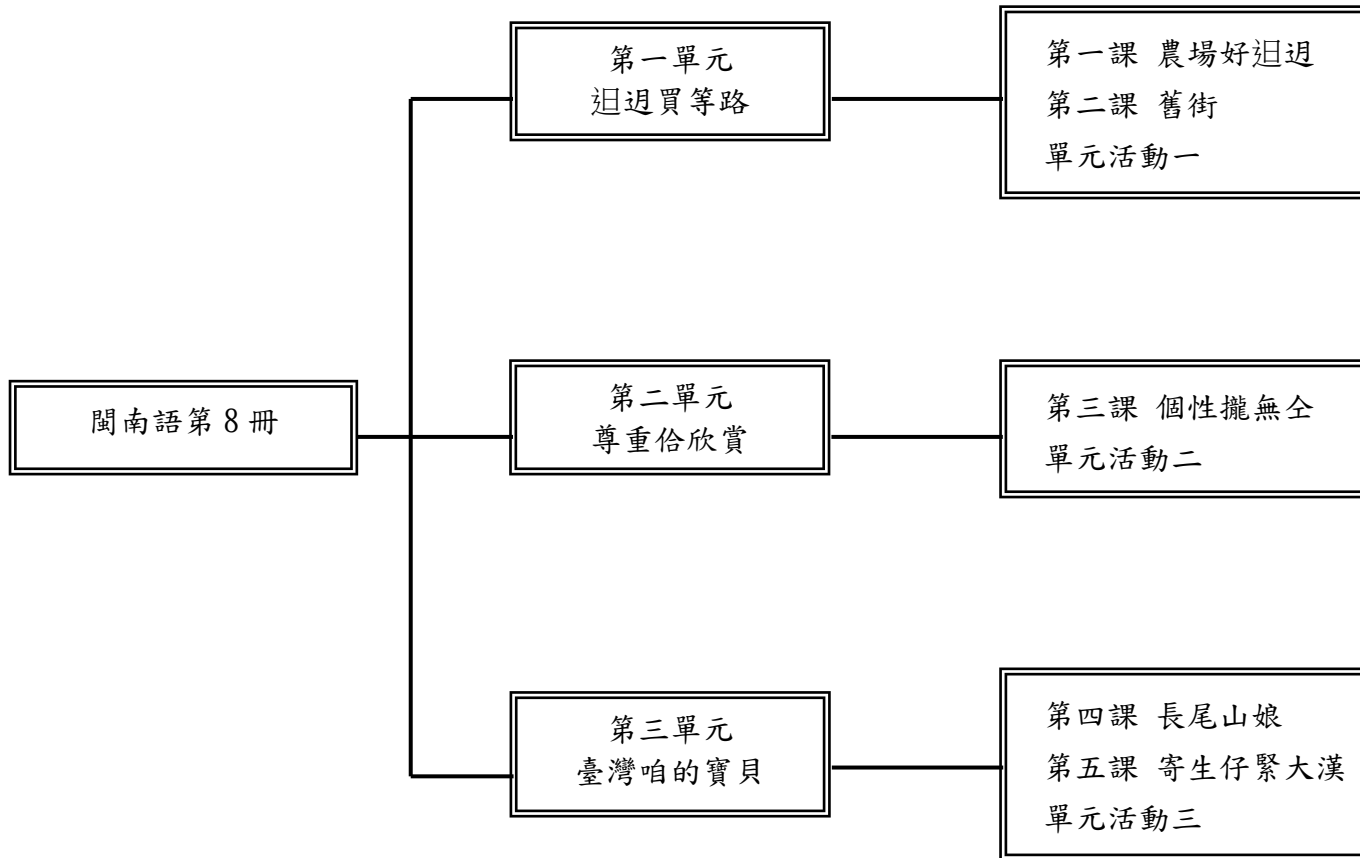 閩南語第 8 冊
第一單元
𨑨迌買等路
第一課 農場好𨑨迌
第二課 舊街
單元活動一
第二單元
尊重佮欣賞
第三課 個性攏無仝
單元活動二
第三單元
臺灣咱的寶貝
第四課 長尾山娘
第五課 寄生仔緊大漢
單元活動三